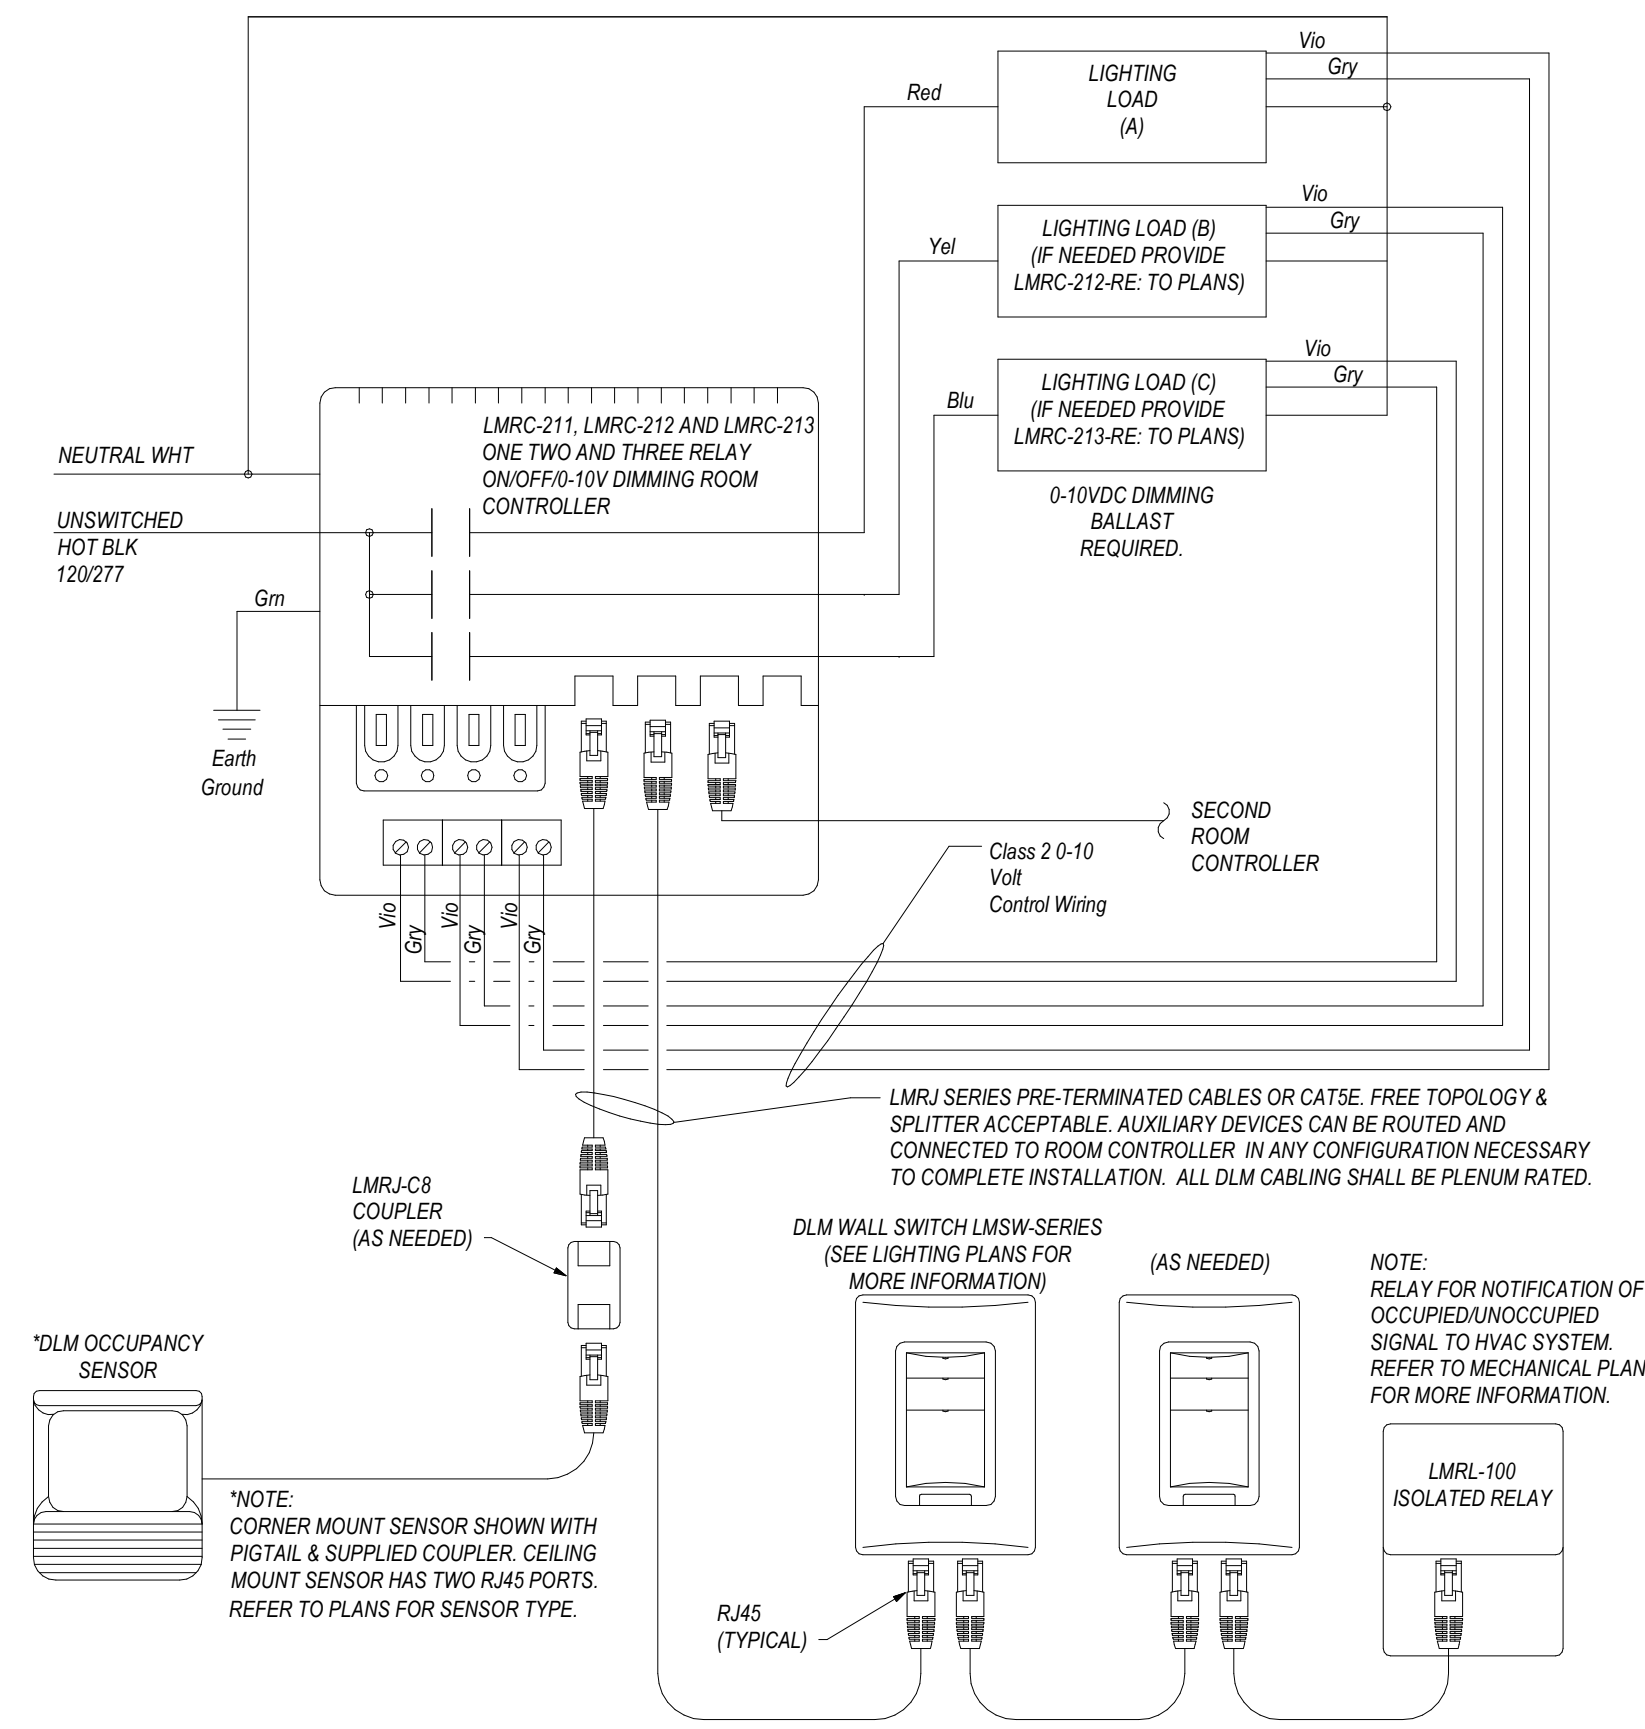 Vio
Gry
LIGHTING
LOAD
(A)
Red
Vio
Gry
LIGHTING LOAD (B)
(IF NEEDED PROVIDE
LMRC-212-RE: TO PLANS)
Yel
Vio
Gry
LIGHTING LOAD (C)
(IF NEEDED PROVIDE
LMRC-213-RE: TO PLANS)
Blu
0-10VDC DIMMING
BALLAST
REQUIRED.
LMRC-211, LMRC-212 AND LMRC-213
ONE TWO AND THREE RELAY
ON/OFF/0-10V DIMMING ROOM
CONTROLLER
NEUTRAL WHT
UNSWITCHED
HOT BLK
120/277
Grn
Earth
Ground
SECOND
ROOM
CONTROLLER
Class 2 0-10
Volt
Control Wiring
Vio
Gry
Vio
Gry
Vio
Gry
LMRJ SERIES PRE-TERMINATED CABLES OR CAT5E. FREE TOPOLOGY &
SPLITTER ACCEPTABLE. AUXILIARY DEVICES CAN BE ROUTED AND
CONNECTED TO ROOM CONTROLLER IN ANY CONFIGURATION NECESSARY
TO COMPLETE INSTALLATION. ALL DLM CABLING SHALL BE PLENUM RATED.
LMRJ-C8
COUPLER
(AS NEEDED)
DLM WALL SWITCH LMSW-SERIES
(SEE LIGHTING PLANS FOR
MORE INFORMATION)
(AS NEEDED)
NOTE:
RELAY FOR NOTIFICATION OF
OCCUPIED/UNOCCUPIED
SIGNAL TO HVAC SYSTEM.
REFER TO MECHANICAL PLAN
FOR MORE INFORMATION.
*DLM OCCUPANCY
SENSOR
LMRL-100
ISOLATED RELAY
*NOTE:
CORNER MOUNT SENSOR SHOWN WITH
PIGTAIL & SUPPLIED COUPLER. CEILING
MOUNT SENSOR HAS TWO RJ45 PORTS.
REFER TO PLANS FOR SENSOR TYPE.
RJ45
(TYPICAL)